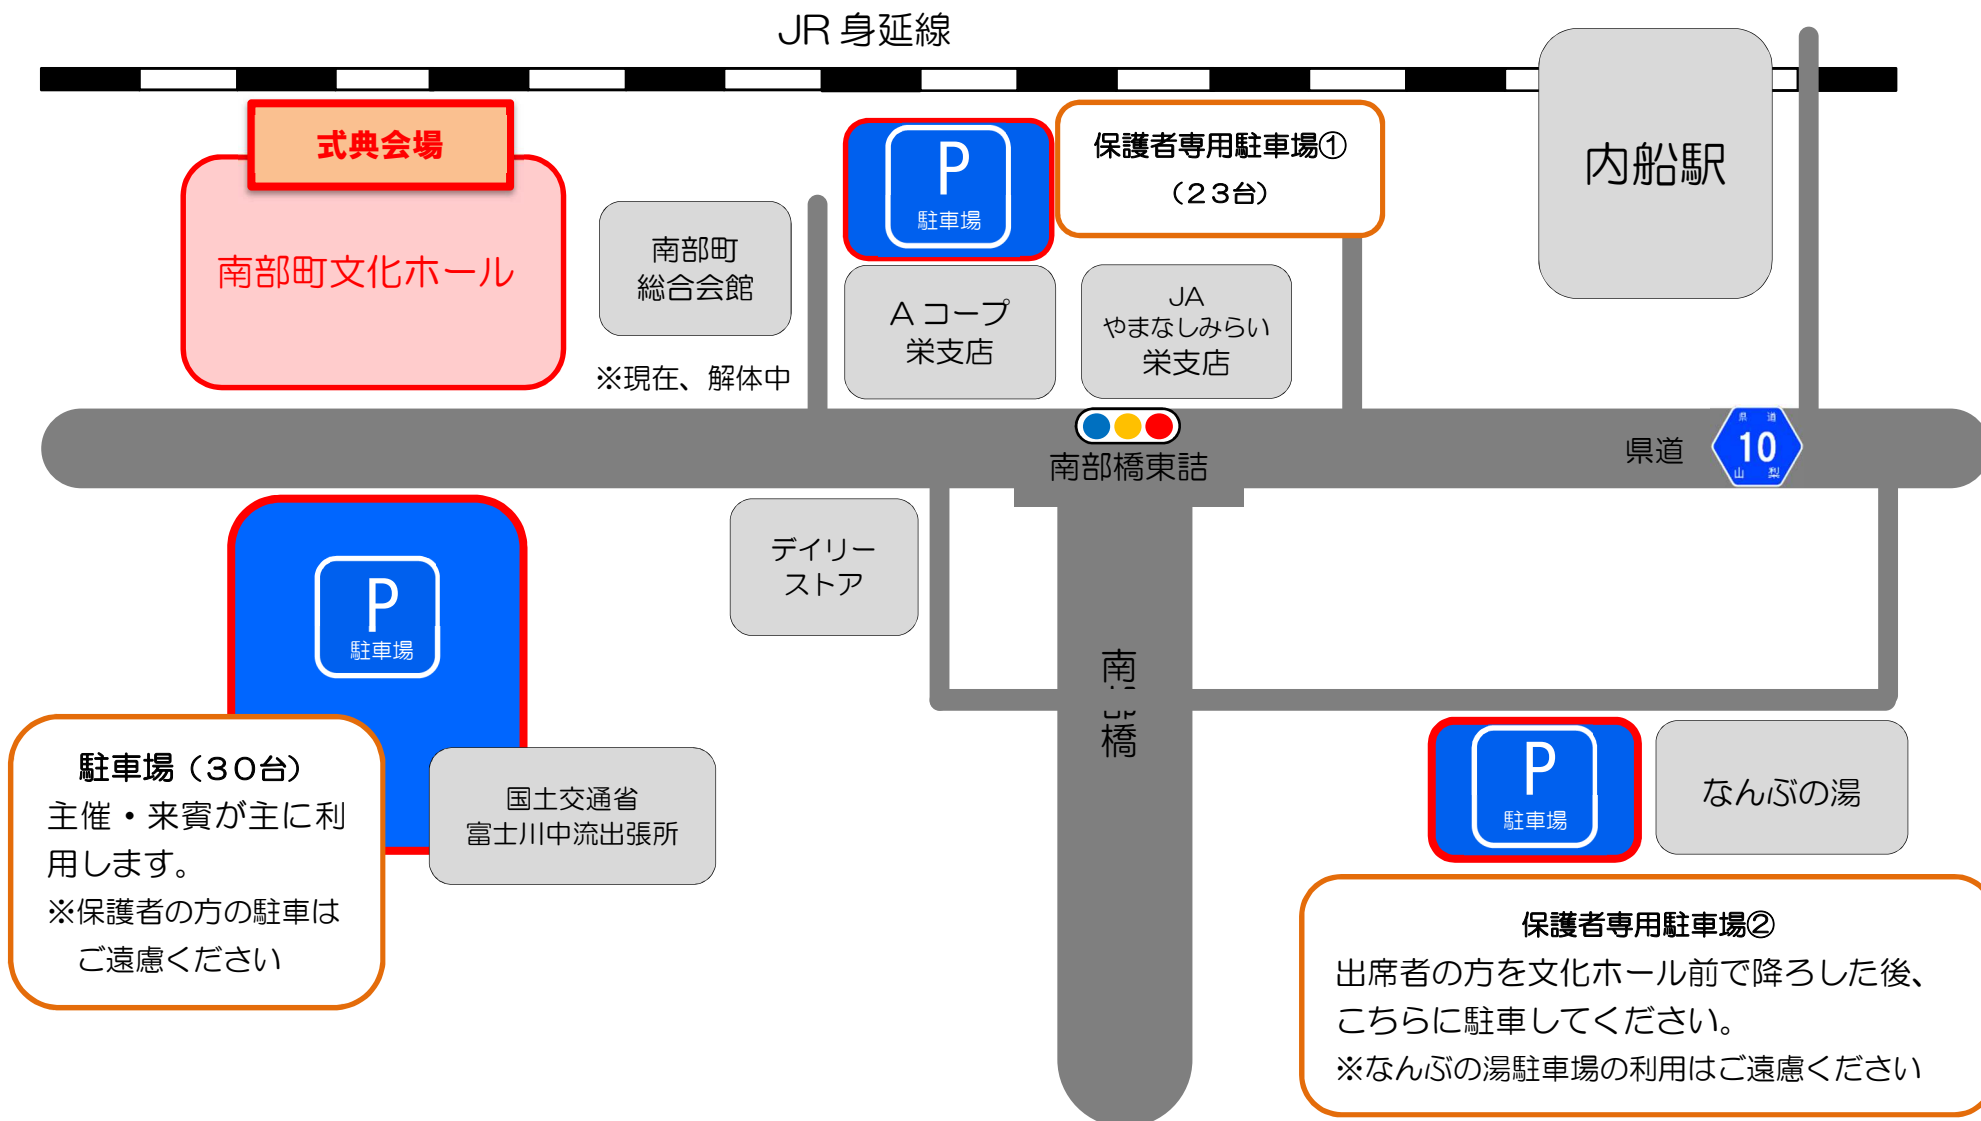 JR 身延線
式典会場
南部町文化ホール
南部町
総合会館
※現在、解体中
P
駐車場
保護者専用駐車場①
（２３台）
A コープ
栄支店
JA
やまなしみらい
栄支店
内船駅
南部橋東詰
県道
県 道
10
山 梨
デイリー
ストア
南部橋
P
駐車場
駐車場（３０台）
主催・来賓が主に利
用します。
※保護者の方の駐車は
ご遠慮ください
国土交通省
富士川中流出張所
P
駐車場
なんぶの湯
保護者専用駐車場②
出席者の方を文化ホール前で降ろした後、
こちらに駐車してください。
※なんぶの湯駐車場の利用はご遠慮ください